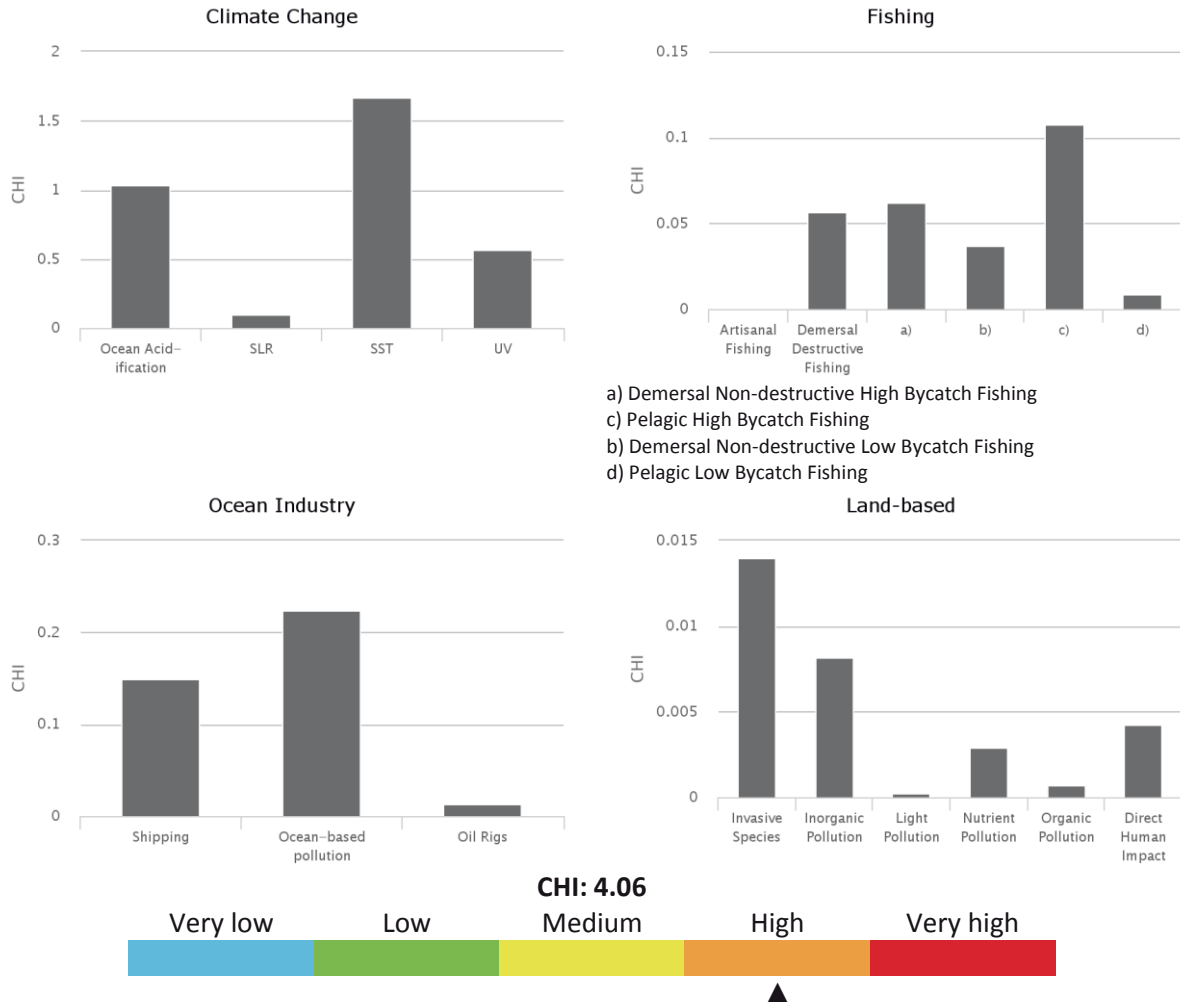 Climate Change
2
1.5
1
0.5
0
CHI
Ocean Acid–
ification
SLR
SST
UV
Fishing
0.15
0.1
0.05
0
CHI
Artisanal
Fishing
Demersal
Destructive
Fishing
a)
b)
c)
d)
a) Demersal Non-destructive High Bycatch Fishing
c) Pelagic High Bycatch Fishing
b) Demersal Non-destructive Low Bycatch Fishing
d) Pelagic Low Bycatch Fishing
Ocean Industry
0.3
0.2
0.1
0
CHI
Shipping
Ocean–based
pollution
Oil Rigs
Land-based
0.015
0.01
0.005
0
CHI
Invasive
Species
Inorganic
Pollution
Light
Pollution
Nutrient
Pollution
Organic
Pollution
Direct
Human
Impact
CHI: 4.06
Very low Low Medium High Very high